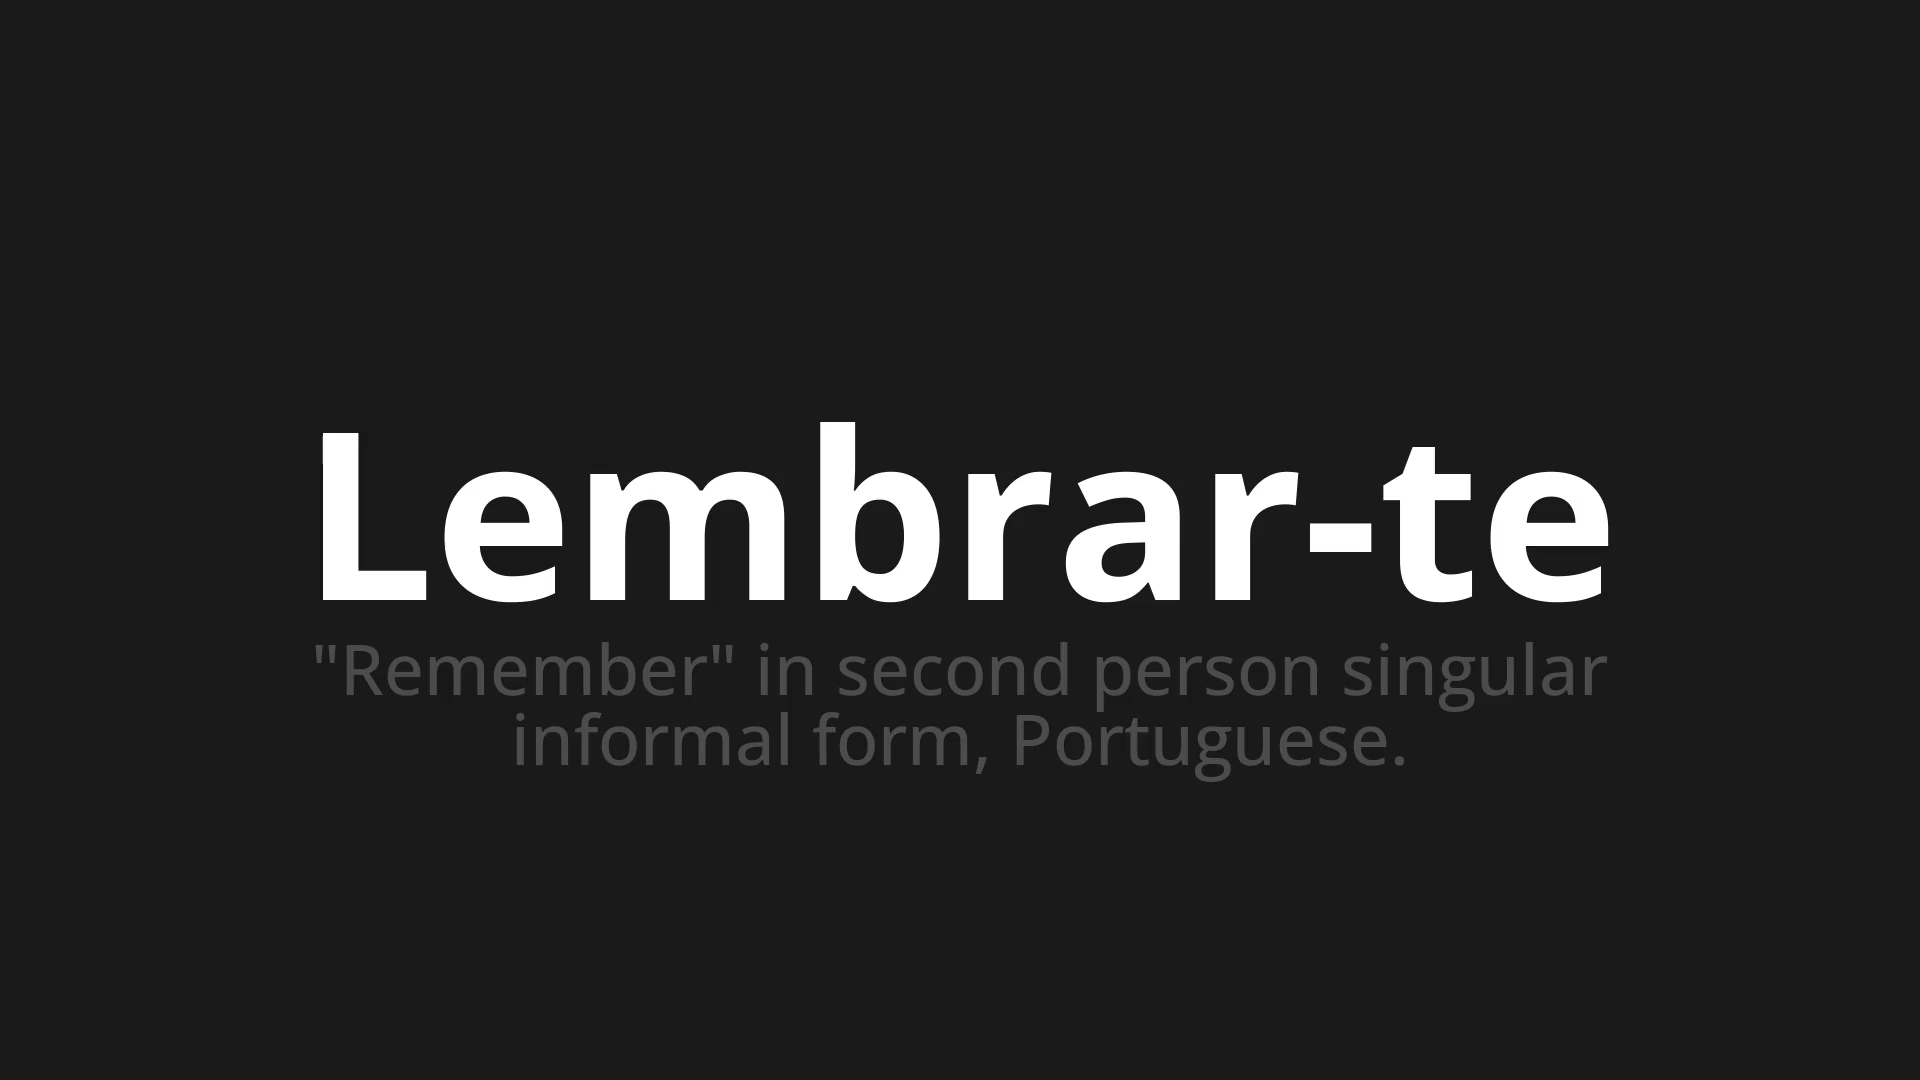 Lembrar-te
"Remember" in second person singular
informal form, Portuguese.